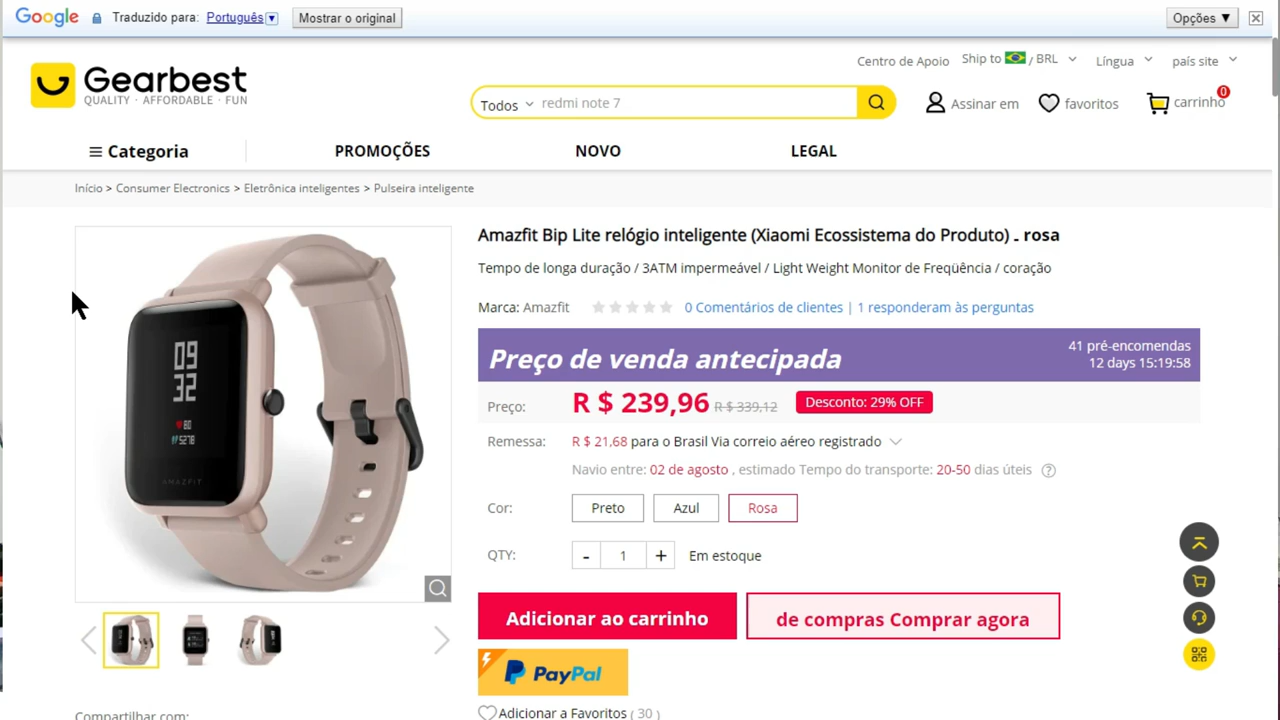 Google Traduzido para: Português ▼ Mostrar o original Opções ▼
Centro de Apoio Ship to / BRL Língua país site
Gearbest
QUALITY · AFFORDABLE · FUN
Todos redmi note 7
Assinar em favoritos carrinho 0
Categoria PROMOÇÕES NOVO LEGAL
Início > Consumer Electronics > Eletrônica inteligentes > Pulseira inteligente
Amazfit Bip Lite relógio inteligente (Xiaomi Ecossistema do Produto) - rosa
Tempo de longa duração / 3ATM impermeável / Light Weight Monitor de Freqüência / coração
Marca: Amazfit 0 Comentários de clientes | 1 responderam às perguntas
Preço de venda antecipada
41 pré-encomendas
12 days 15:19:58
Preço: R $ 239,96 R $ 339,12 Desconto: 29% OFF
Remessa: R $ 21,68 para o Brasil Via correio aéreo registrado
Navio entre: 02 de agosto , estimado Tempo do transporte: 20-50 dias úteis ?
Cor: Preto Azul Rosa
QTY: - 1 + Em estoque
Adicionar ao carrinho
de compras Comprar agora
PayPal
Adicionar a Favoritos ( 30 )
09
32
80
5278
AMAZFIT
Compartilhar com: